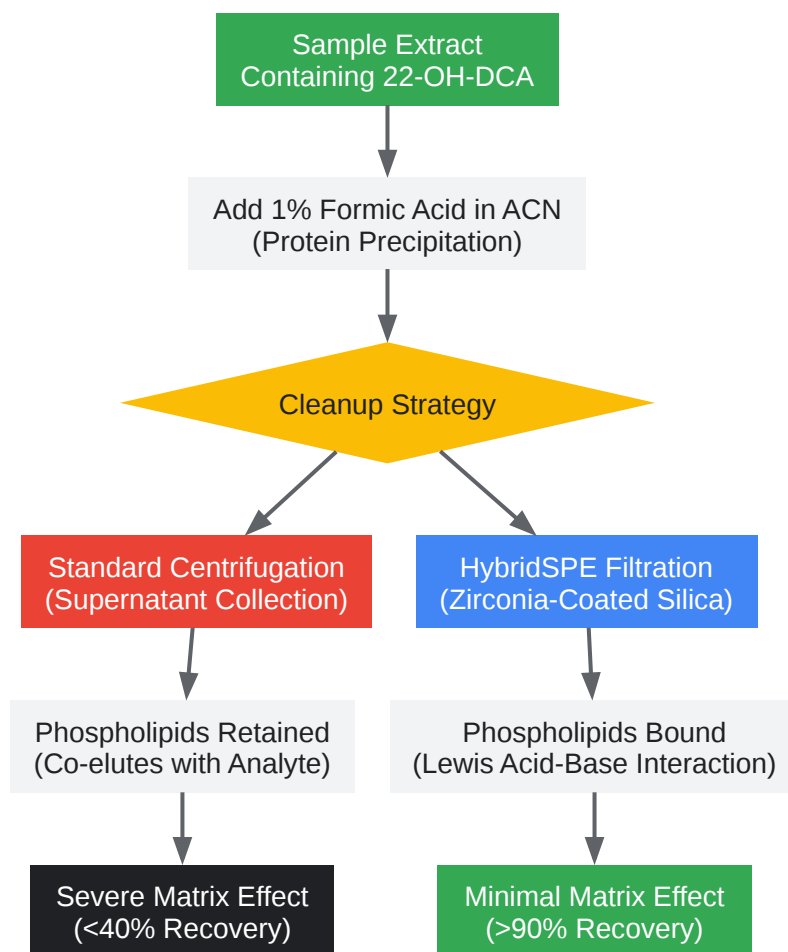 Sample Extract
Containing 22-OH-DCA
Add 1% Formic Acid in ACN
(Protein Precipitation)
Cleanup Strategy
Standard Centrifugation
(Supernatant Collection)
HybridSPE Filtration
(Zirconia-Coated Silica)
Phospholipids Retained
(Co-elutes with Analyte)
Phospholipids Bound
(Lewis Acid-Base Interaction)
Severe Matrix Effect
(<40% Recovery)
Minimal Matrix Effect
(>90% Recovery)